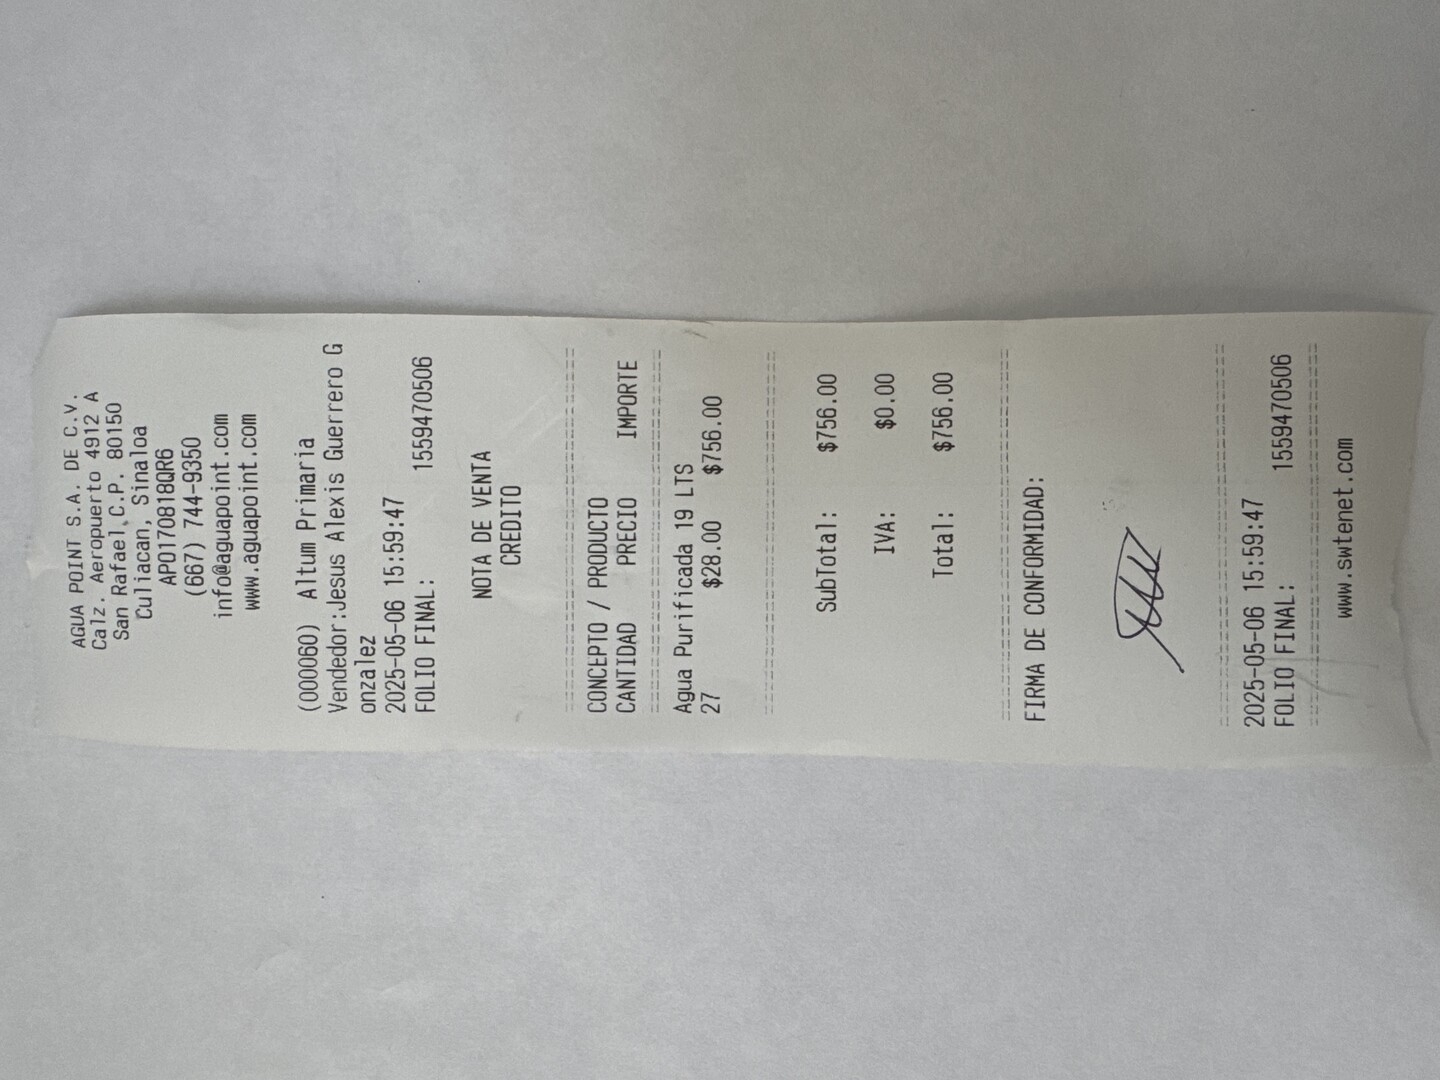 AGUA POINT S.A. DE C.V.
Calz. Aeropuerto 4912 A
San Rafael C.P. 80150
Culiacan, Sinaloa
APO170818QR6
(667) 744-9350
info@aguapoint.com
www.aguapoint.com
(000060) Altum Primaria
Vendedor:Jesus Alexis Guerrero G
onzalez
2025-05-06 15:59:47
FOLIO FINAL: 1559470506
NOTA DE VENTA
CREDITO
================================
CONCEPTO / PRODUCTO
CANTIDAD PRECIO IMPORTE
================================
Agua Purificada 19 LTS
27 $28.00 $756.00
================================
SubTotal: $756.00
IVA: $0.00
Total: $756.00
================================
FIRMA DE CONFORMIDAD:
================================
2025-05-06 15:59:47
FOLIO FINAL: 1559470506
================================
www.swtenet.com